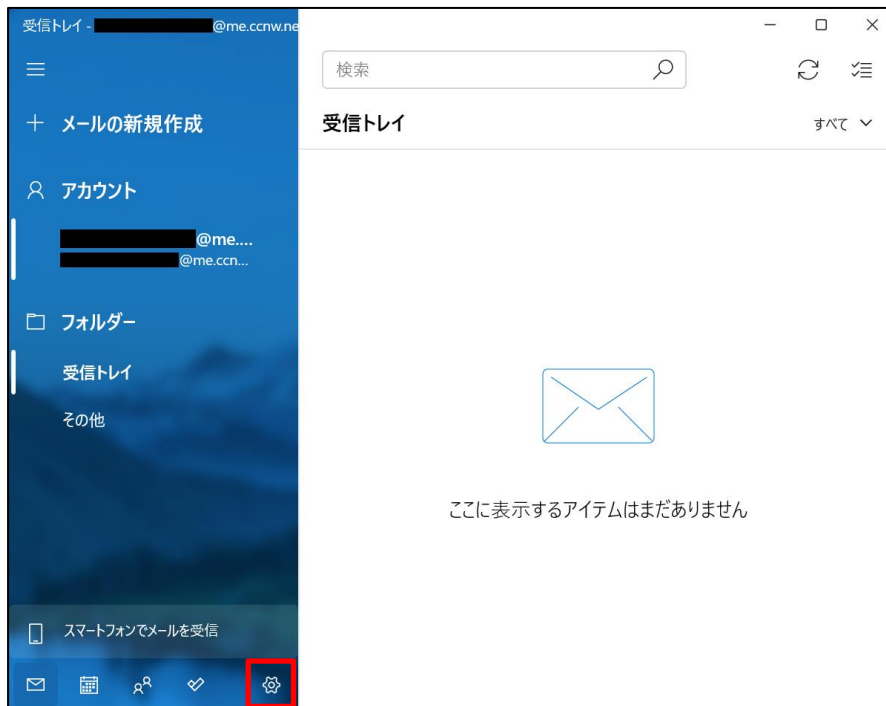 受信トレイ - @me.ccnw.ne
検索
メールの新規作成
受信トレイ
すべて
アカウント
@me....
@me.ccn...
フォルダー
受信トレイ
その他
ここに表示するアイテムはまだありません
スマートフォンでメールを受信